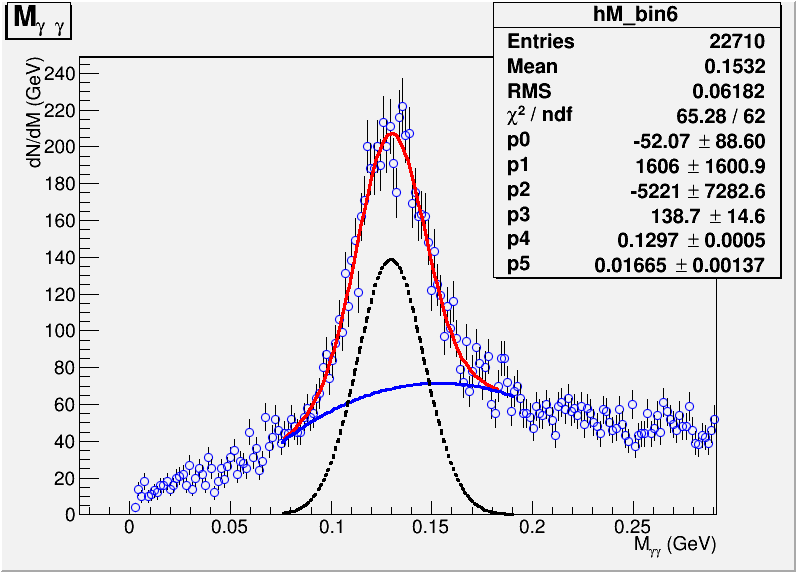 Mγ γ
hM_bin6
Entries 22710
Mean 0.1532
RMS 0.06182
χ² / ndf 65.28 / 62
p0 -52.07 ± 88.60
p1 1606 ± 1600.9
p2 -5221 ± 7282.6
p3 138.7 ± 14.6
p4 0.1297 ± 0.0005
p5 0.01665 ± 0.00137
dN/dM (GeV)
240
220
200
180
160
140
120
100
80
60
40
20
0
0 0.05 0.1 0.15 0.2 0.25
Mγγ (GeV)